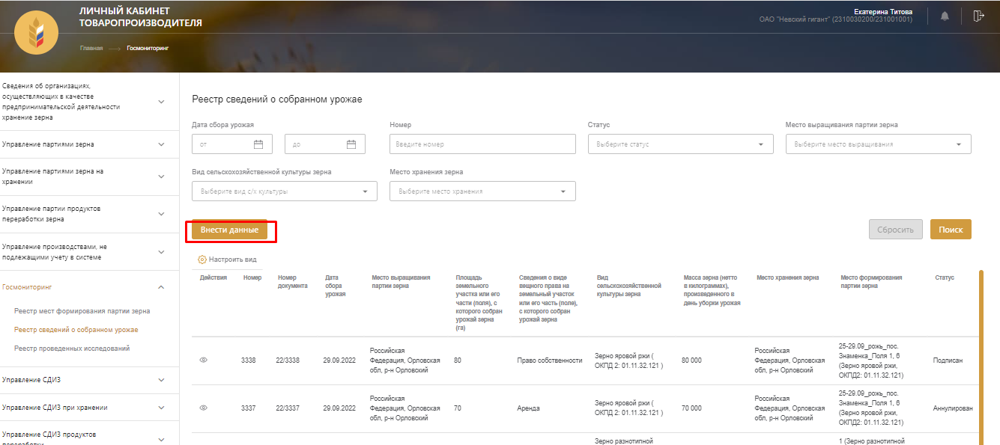 ЛИЧНЫЙ КАБИНЕТ
ТОВАРОПРОИЗВОДИТЕЛЯ
Екатерина Титова
ОАО "Невский гигант" (2310030200/231001001)
Главная
Госмониторинг
Сведения об организациях,
осуществляющих в качестве
предпринимательской деятельности
хранение зерна
Управление партиями зерна
Управление партиями зерна на
хранении
Управление партии продуктов
переработки зерна
Управление производствами, не
подлежащими учету в системе
Госмониторинг
Реестр мест формирования партии зерна
Реестр сведений о собранном урожае
Реестр проведенных исследований
Управление СДИЗ
Управление СДИЗ при хранении
Управление СДИЗ продуктов
переработки
Реестр сведений о собранном урожае
Дата сбора урожая
Номер
Статус
Место выращивания партии зерна
от
до
Введите номер
Выберите статус
Выберите место выращивания
Вид сельскохозяйственной культуры зерна
Место хранения зерна
Выберите вид с/х культуры
Выберите место хранения
Внести данные
Сбросить
Поиск
Настроить вид
Действия
Номер
Номер
документа
Дата
сбора
урожая
Место выращивания
партии зерна
Площадь
земельного
участка или его
части (поля), с
которого собран
урожай зерна
(га)
Сведения о виде
вещного права на
земельный участок
или его часть (поле),
с которого собран
урожай зерна
Вид
сельскохозяйственной
культуры зерна
Масса зерна (нетто
в килограммах),
произведенного в
день уборки урожая
Место хранения зерна
Место формирования
партии зерна
Статус
3338
22/3338
29.09.2022
Российская
Федерация, Орловская
обл, р-н Орловский
80
Право собственности
Зерно яровой ржи (
ОКПД 2: 01.11.32.121 )
80 000
Российская
Федерация, Орловская
обл, р-н Орловский
25-29.09_рожь_пос.
Знаменка_Поля 1, 6
(Зерно яровой ржи,
ОКПД2: 01.11.32.121)
Подписан
3337
22/3337
29.09.2022
Российская
Федерация, Орловская
обл, р-н Орловский
70
Аренда
Зерно яровой ржи (
ОКПД 2: 01.11.32.121 )
70 000
Российская
Федерация, Орловская
обл, р-н Орловский
25-29.09_рожь_пос.
Знаменка_Поля 1, 6
(Зерно яровой ржи,
ОКПД2: 01.11.32.121)
Аннулирован
Зерно разнотипной
1 (Зерно разнотипной